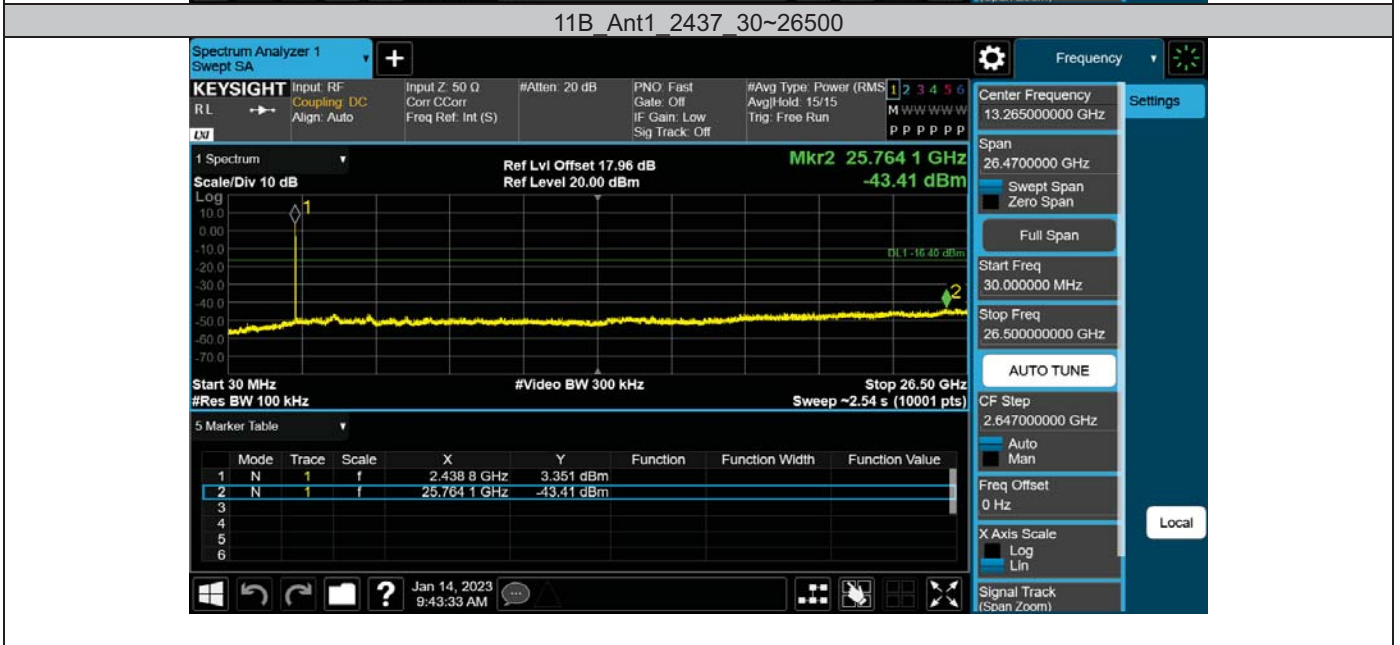 (Span Zoom)
11B_Ant1_2437_30~26500
Spectrum Analyzer 1
Swept SA
+
Frequency
KEYSIGHT
RL
LXI
Input: RF
Coupling: DC
Align: Auto
Input Z: 50 Ω
Corr CCorr
Freq Ref: Int (S)
#Atten: 20 dB
PNO: Fast
Gate: Off
IF Gain: Low
Sig Track: Off
#Avg Type: Power (RMS
Avg|Hold: 15/15
Trig: Free Run
1 2 3 4 5 6
M W W W W W
P P P P P P
Center Frequency
13.265000000 GHz
Settings
1 Spectrum
Scale/Div 10 dB
Ref Lvl Offset 17.96 dB
Ref Level 20.00 dBm
Mkr2 25.764 1 GHz
-43.41 dBm
Span
26.4700000 GHz
Swept Span
Zero Span
Full Span
Log
10.0
0.00
-10.0
-20.0
-30.0
-40.0
-50.0
-60.0
-70.0
1
DL1 -16.40 dBm
2
Start Freq
30.000000 MHz
Stop Freq
26.500000000 GHz
AUTO TUNE
Start 30 MHz
#Video BW 300 kHz
Stop 26.50 GHz
#Res BW 100 kHz
Sweep ~2.54 s (10001 pts)
CF Step
2.647000000 GHz
Auto
Man
5 Marker Table
Mode Trace Scale X Y Function Function Width Function Value
1 N 1 f 2.438 8 GHz 3.351 dBm
2 N 1 f 25.764 1 GHz -43.41 dBm
3
4
5
6
Freq Offset
0 Hz
X Axis Scale
Log
Lin
Local
Signal Track
(Span Zoom)
?
Jan 14, 2023
9:43:33 AM